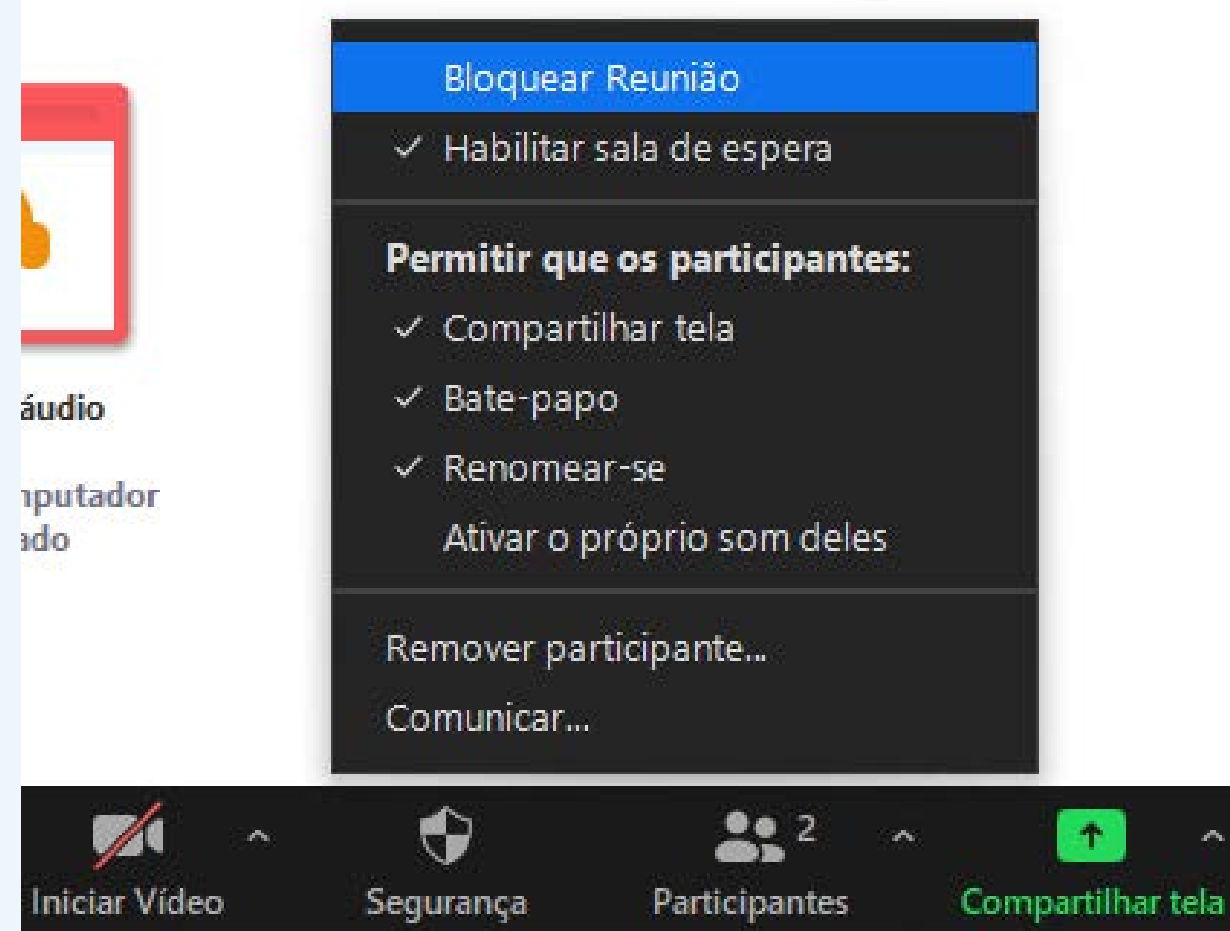 Bloquear Reunião
Habilitar sala de espera
Permitir que os participantes:
Compartilhar tela
Bate-papo
Renomear-se
Ativar o próprio som deles
Remover participante...
Comunicar...
áudio
Iniciar Vídeo
Segurança
Participantes
2
Compartilhar tela